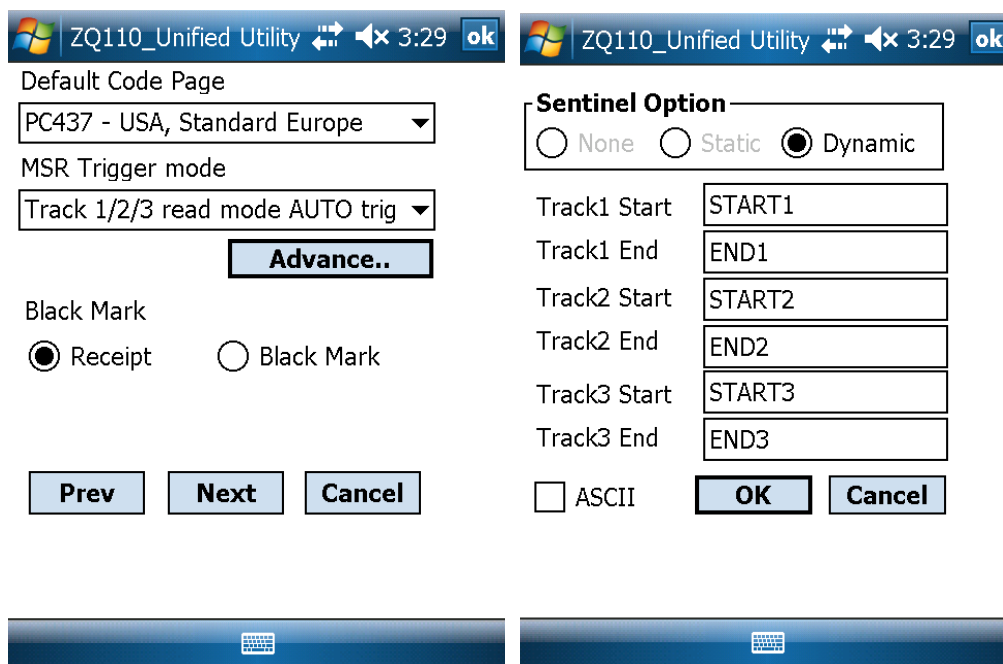 ZQ110_Unified Utility 3:29 ok
Default Code Page
PC437 - USA, Standard Europe
MSR Trigger mode
Track 1/2/3 read mode AUTO trig
Advance..
Black Mark
Receipt Black Mark
Prev Next Cancel
ZQ110_Unified Utility 3:29 ok
Sentinel Option
None Static Dynamic
Track1 Start START1
Track1 End END1
Track2 Start START2
Track2 End END2
Track3 Start START3
Track3 End END3
ASCII OK Cancel